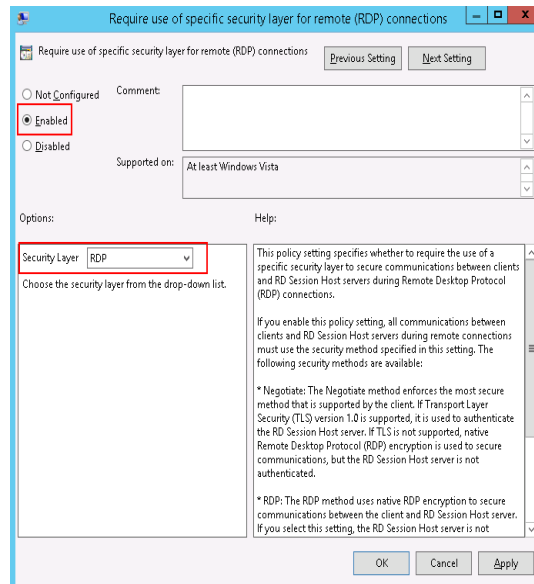 Require use of specific security layer for remote (RDP) connections
Require use of specific security layer for remote (RDP) connections
Previous Setting
Next Setting
Not Configured
Comment:
Enabled
Disabled
Supported on:
At least Windows Vista
Options:
Help:
Security Layer
RDP
Choose the security layer from the drop-down list.
This policy setting specifies whether to require the use of a
specific security layer to secure communications between clients
and RD Session Host servers during Remote Desktop Protocol
(RDP) connections.
If you enable this policy setting, all communications between
clients and RD Session Host servers during remote connections
must use the security method specified in this setting. The
following security methods are available:
* Negotiate: The Negotiate method enforces the most secure
method that is supported by the client. If Transport Layer
Security (TLS) version 1.0 is supported, it is used to authenticate
the RD Session Host server. If TLS is not supported, native
Remote Desktop Protocol (RDP) encryption is used to secure
communications, but the RD Session Host server is not
authenticated.
* RDP: The RDP method uses native RDP encryption to secure
communications between the client and RD Session Host server.
If you select this setting, the RD Session Host server is not
OK
Cancel
Apply